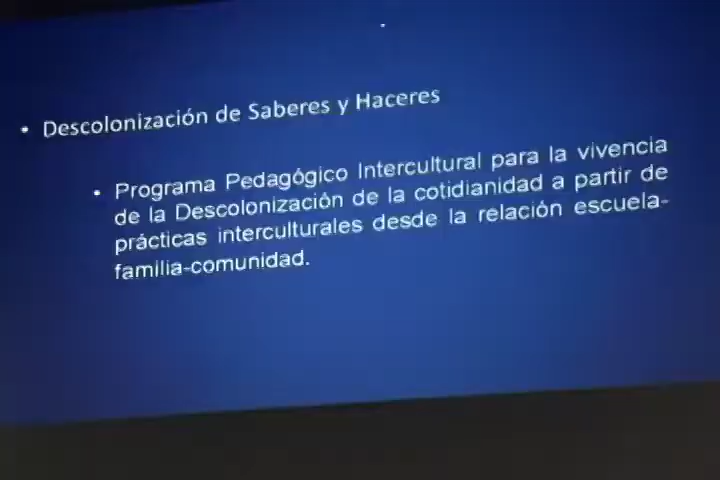 • Descolonización de Saberes y Haceres
• Programa Pedagógico Intercultural para la vivencia
de la Descolonización de la cotidianidad a partir de
prácticas interculturales desde la relación escuela-
familia-comunidad.